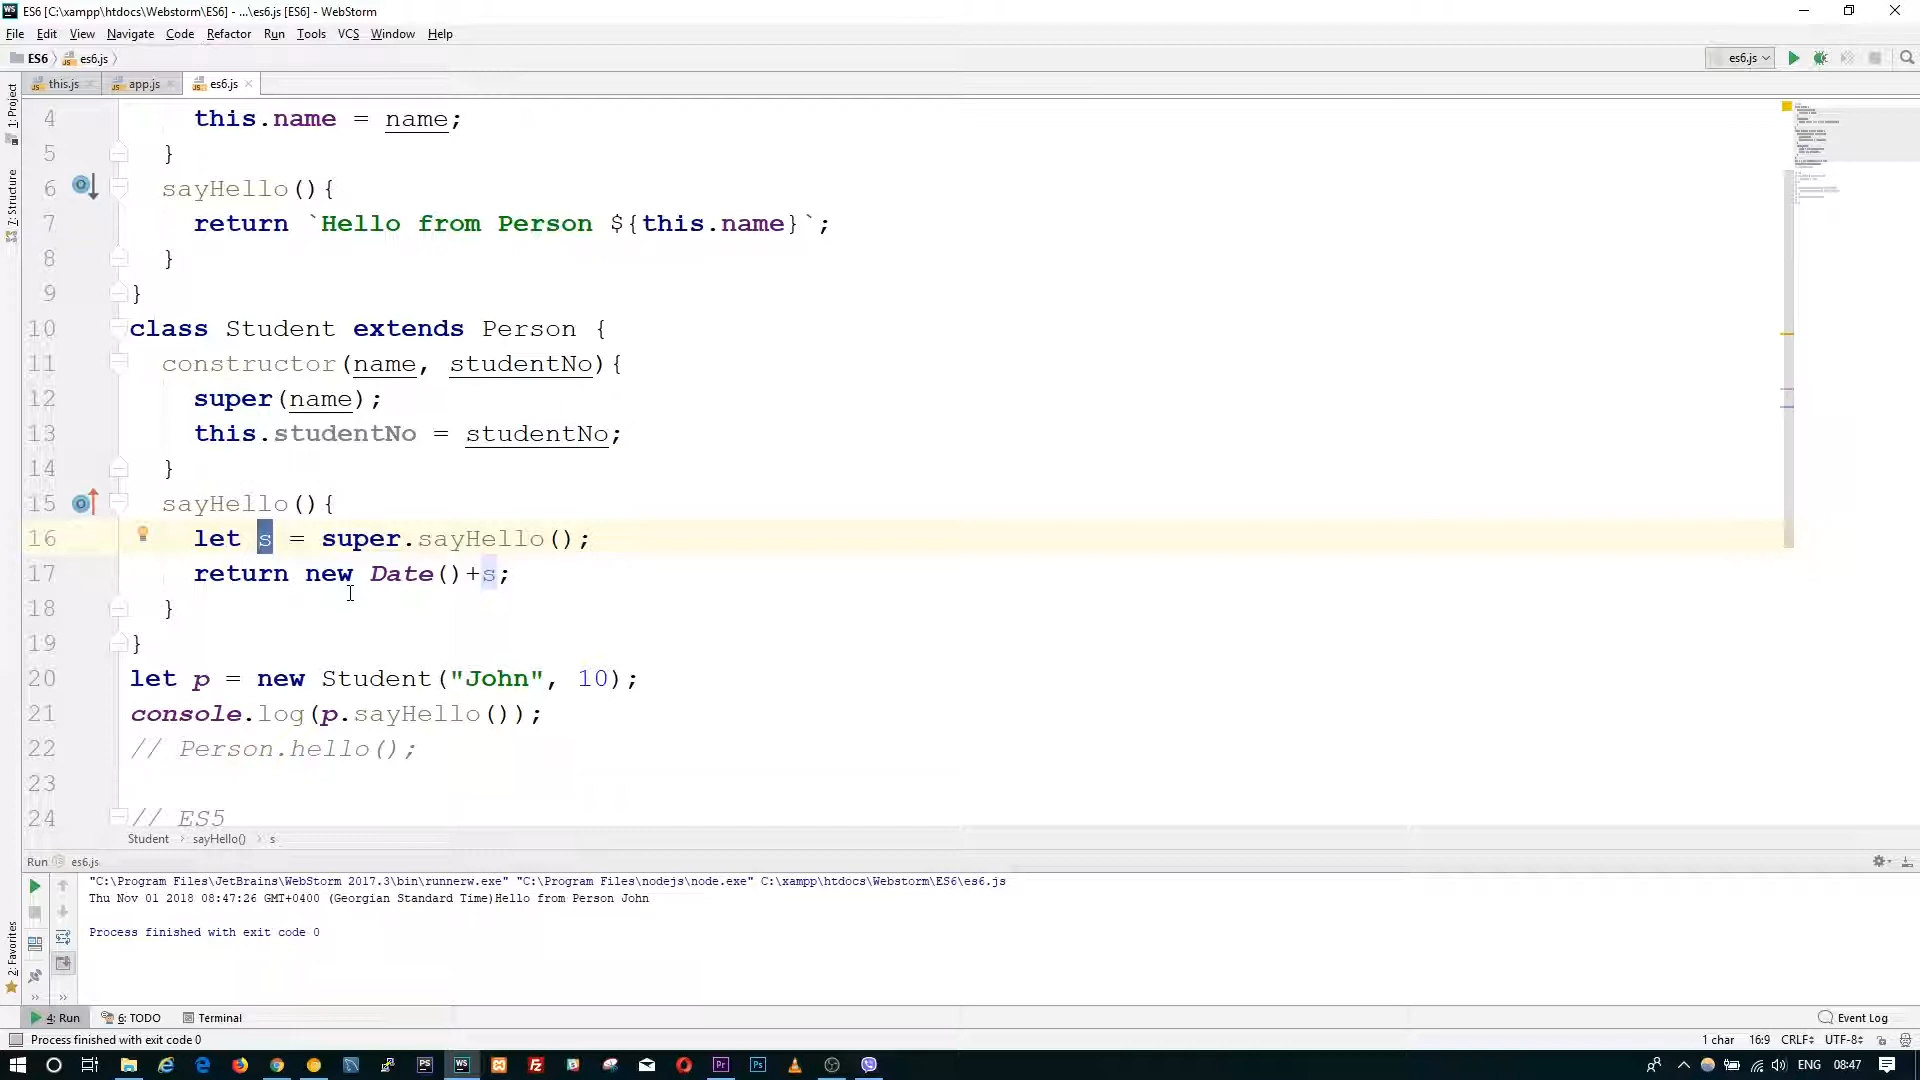 ES6 [C:\xampp\htdocs\Webstorm\ES6] - ...\es6.js [ES6] - WebStorm
File Edit View Navigate Code Refactor Run Tools VCS Window Help
ES6 es6.js
es6.js
this.js app.js es6.js
1: Project
7: Structure
2: Favorites
4 this.name = name;
5 }
6 sayHello(){
7 return `Hello from Person ${this.name}`;
8 }
9 }
10 class Student extends Person {
11 constructor(name, studentNo){
12 super(name);
13 this.studentNo = studentNo;
14 }
15 sayHello(){
16 let s = super.sayHello();
17 return new Date()+s;
18 }
19 }
20 let p = new Student("John", 10);
21 console.log(p.sayHello());
22 // Person.hello();
23
24 // ES5
Student sayHello() s
Run es6.js
"C:\Program Files\JetBrains\WebStorm 2017.3\bin\runnerw.exe" "C:\Program Files\nodejs\node.exe" C:\xampp\htdocs\Webstorm\ES6\es6.js
Thu Nov 01 2018 08:47:26 GMT+0400 (Georgian Standard Time)Hello from Person John
Process finished with exit code 0
4: Run 6: TODO Terminal Event Log
Process finished with exit code 0 1 char 16:9 CRLF UTF-8
ENG 08:47